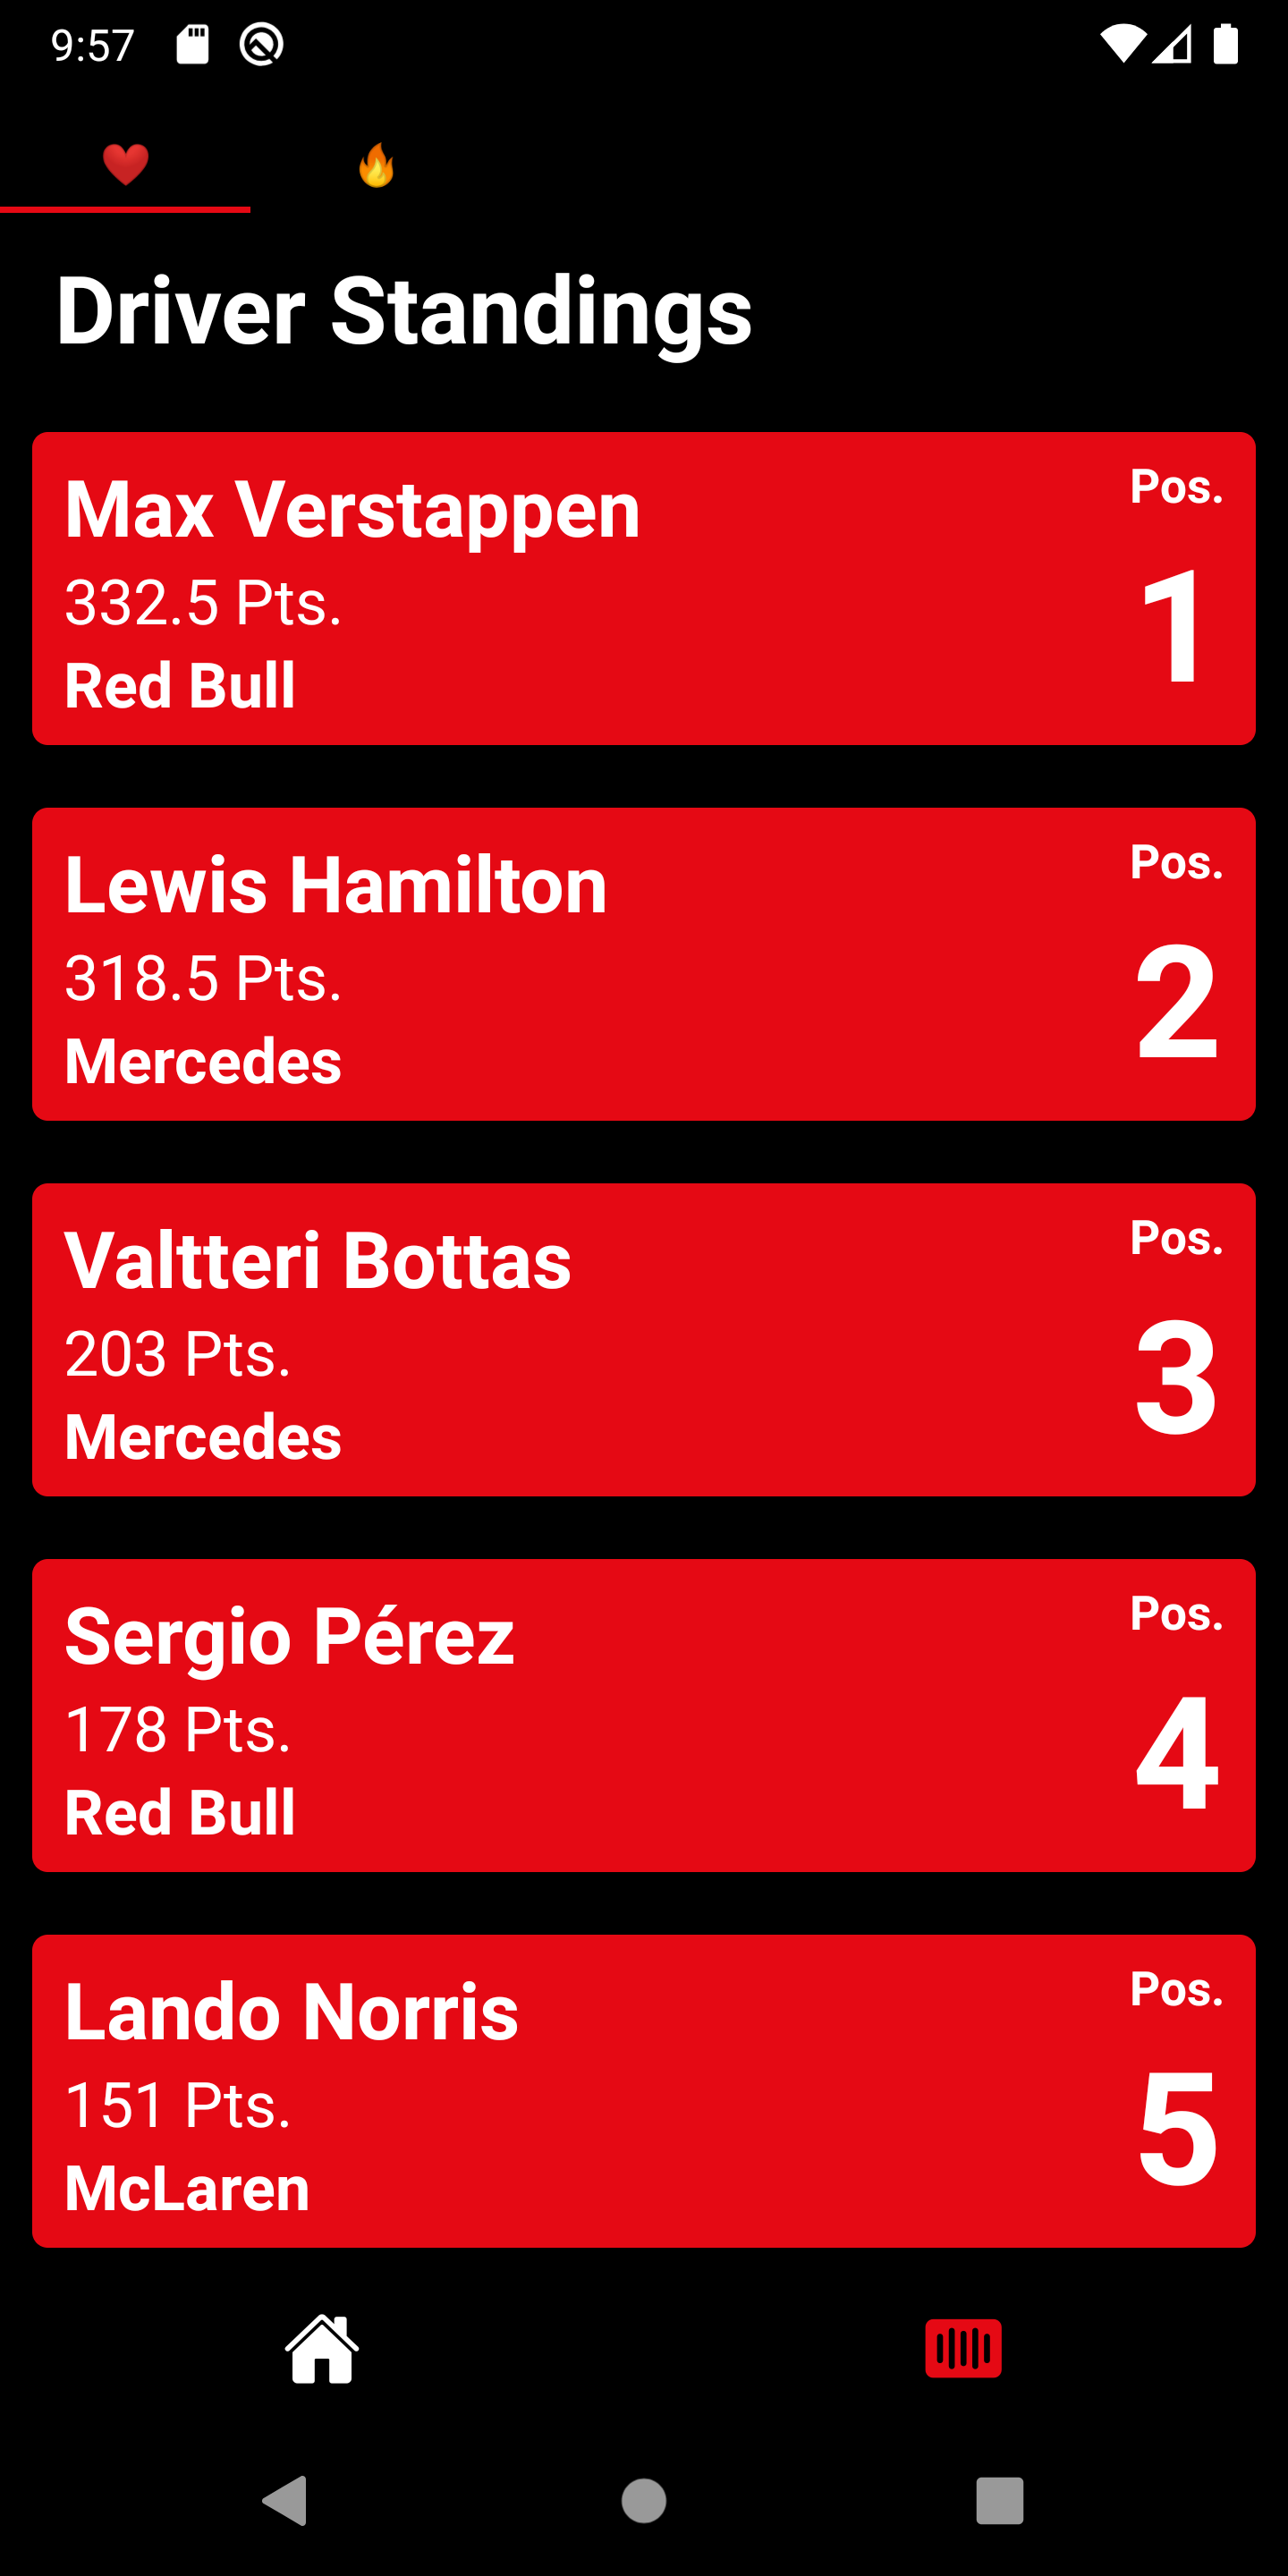 9:57
Driver Standings
Max Verstappen
332.5 Pts.
Red Bull
Pos.
1
Lewis Hamilton
318.5 Pts.
Mercedes
Pos.
2
Valtteri Bottas
203 Pts.
Mercedes
Pos.
3
Sergio Pérez
178 Pts.
Red Bull
Pos.
4
Lando Norris
151 Pts.
McLaren
Pos.
5